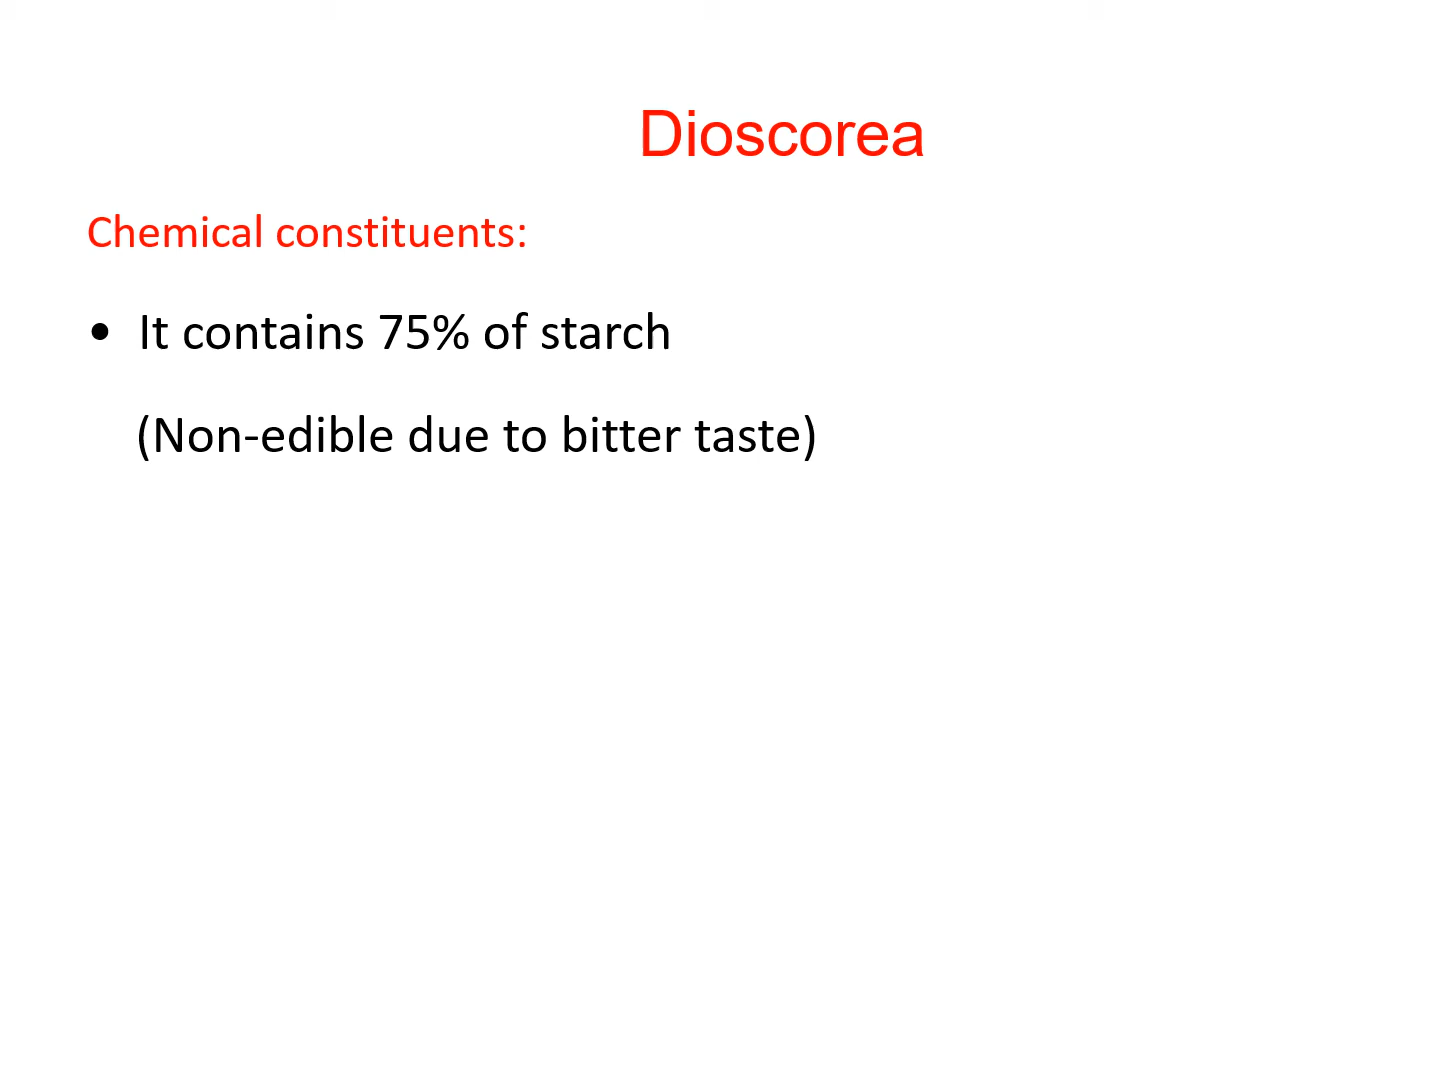 Dioscorea
Chemical constituents:
• It contains 75% of starch
(Non-edible due to bitter taste)